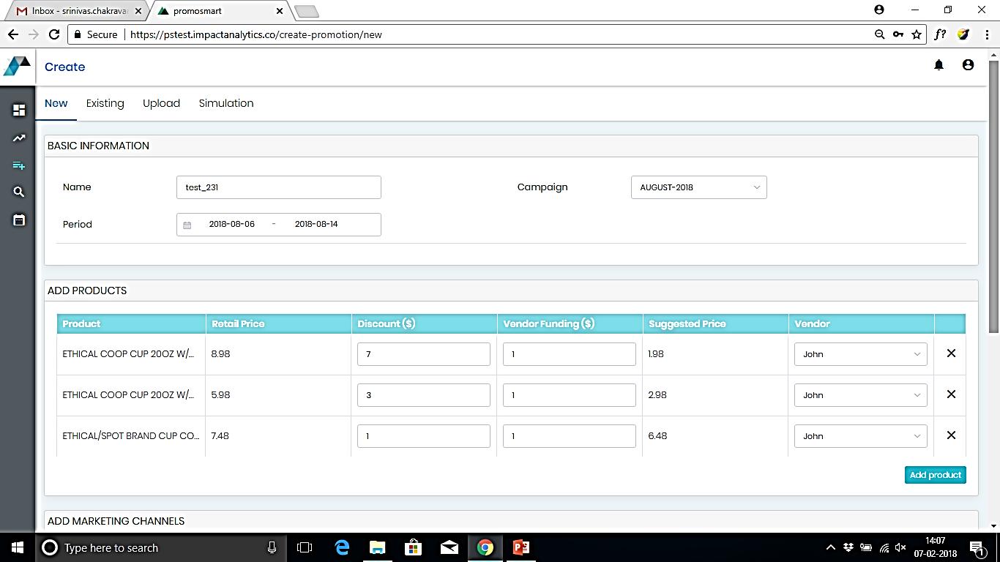 Inbox - srinivas.chakrava
promosmart
Secure
https://pstest.impactanalytics.co/create-promotion/new
f?
Create
New Existing Upload Simulation
BASIC INFORMATION
Name test_231 Campaign AUGUST-2018
Period 2018-08-06 - 2018-08-14
ADD PRODUCTS
Product Retail Price Discount ($) Vendor Funding ($) Suggested Price Vendor
ETHICAL COOP CUP 20OZ W/... 8.98 7 1 1.98 John
ETHICAL COOP CUP 20OZ W/... 5.98 3 1 2.98 John
ETHICAL/SPOT BRAND CUP CO... 7.48 1 1 6.48 John
Add product
ADD MARKETING CHANNELS
Type here to search
14:07
07-02-2018
1